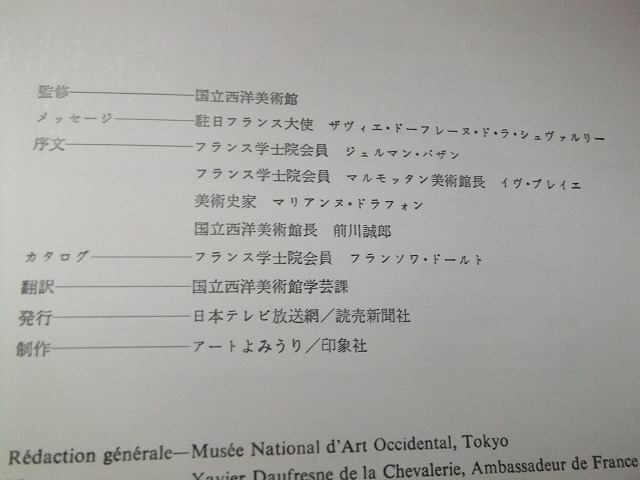 監修――――――国立西洋美術館
メッセージ――――駐日フランス大使 ザヴィエ・ドーフレーヌ・ド・ラ・シュヴァルリー
序文――――――フランス学士院会員 ジェルマン・バザン
フランス学士院会員 マルモッタン美術館長 イヴ・ブレイエ
美術史家 マリアンヌ・ドラフォン
国立西洋美術館長 前川誠郎
カタログ―――――フランス学士院会員 フランソワ・ドールト
翻訳――――――国立西洋美術館学芸課
発行――――――日本テレビ放送網／読売新聞社
制作――――――アートよみうり／印象社
Rédaction générale—Musée National d'Art Occidental, Tokyo
Xavier Daufresne de la Chevalerie, Ambassadeur de France